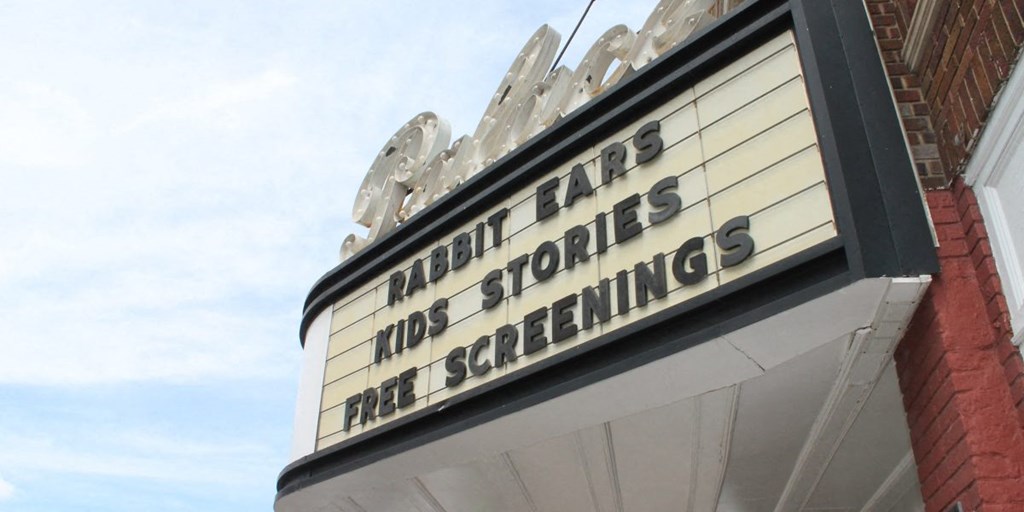 RABBIT EARS
KIDS STORIES
FREE SCREENINGS